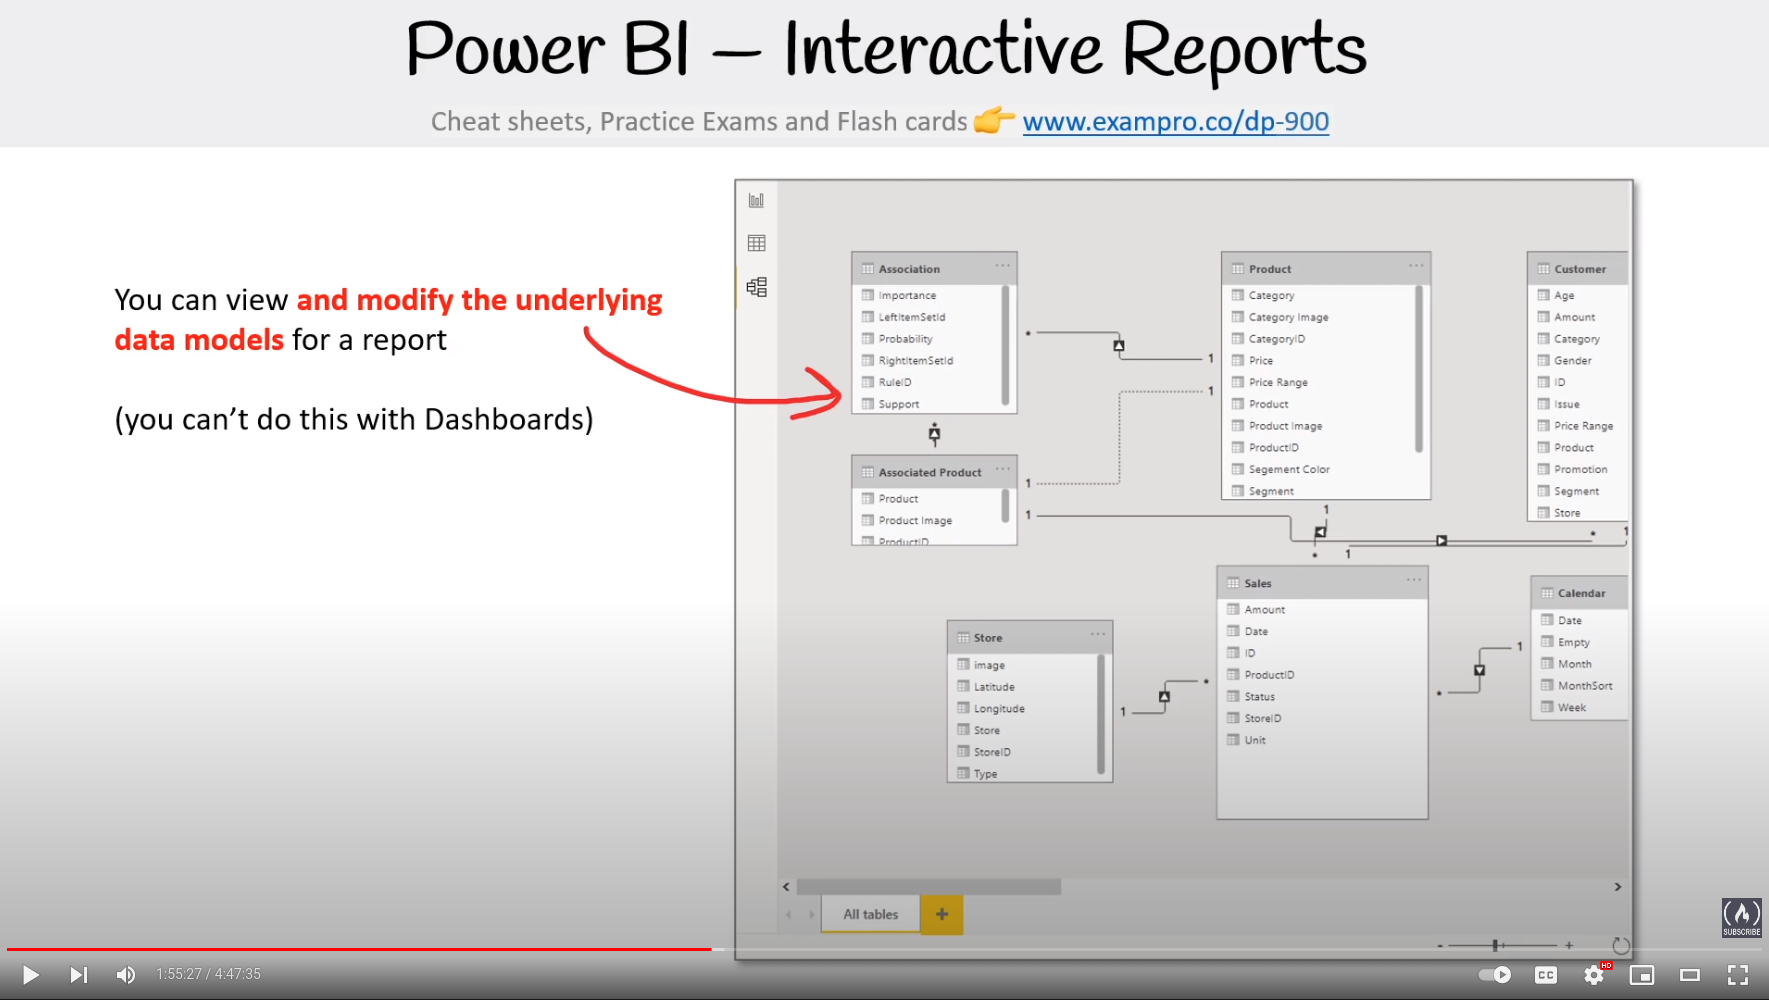 Power BI – Interactive Reports
Cheat sheets, Practice Exams and Flash cards 👉 www.exampro.co/dp-900
You can view and modify the underlying
data models for a report
(you can't do this with Dashboards)
Association
Importance
LeftItemSetId
Probability
RightItemSetId
RuleID
Support
*
1
Product
Category
Category Image
CategoryID
Price
Price Range
Product
Product Image
ProductID
Segement Color
Segment
1
Customer
Age
Amount
Category
Gender
ID
Issue
Price Range
Product
Promotion
Segment
Store
*
Associated Product
Product
Product Image
ProductID
1
1
1
*
1
*
1
Store
image
Latitude
Longitude
Store
StoreID
Type
1
*
Sales
Amount
Date
ID
ProductID
Status
StoreID
Unit
*
1
Calendar
Date
Empty
Month
MonthSort
Week
All tables
+
- +
SUBSCRIBE
1:55:27 / 4:47:35
CC
HD